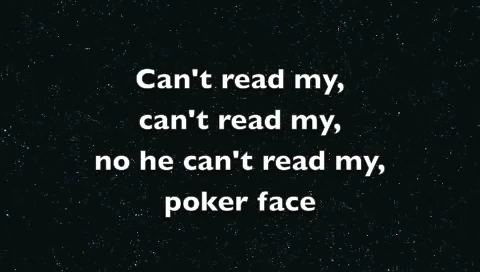 Can't read my,
can't read my,
no he can't read my,
poker face